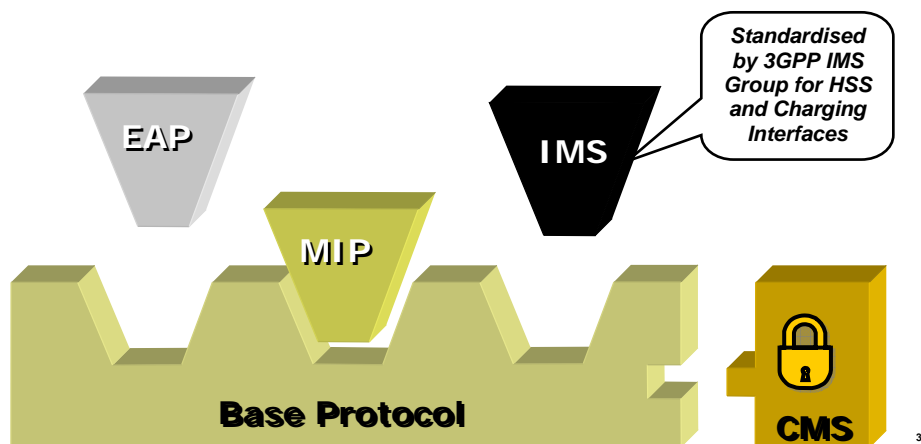 Standardised
by 3GPP IMS
Group for HSS
and Charging
Interfaces
EAP
IMS
MIP
Base Protocol
CMS
3